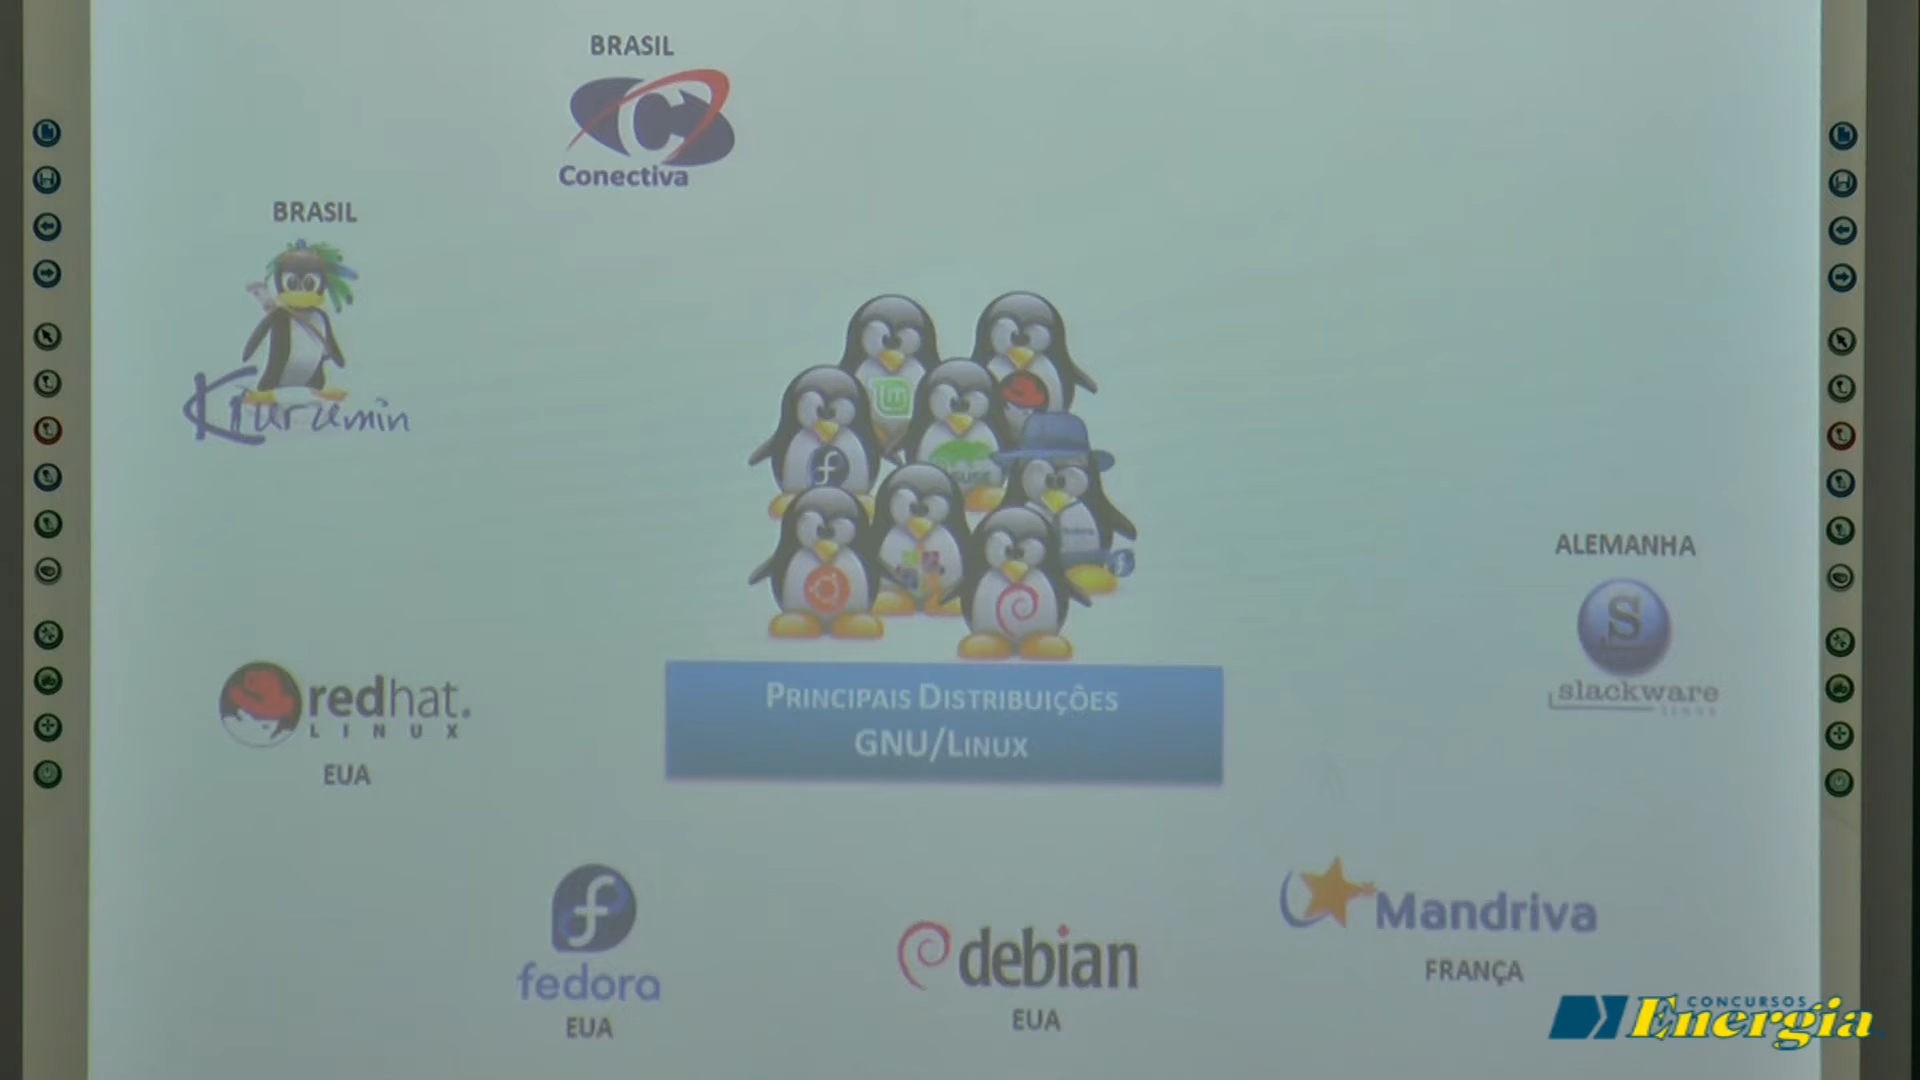 BRASIL
Conectiva
BRASIL
Kurumin
suse
ALEMANHA
S
slackware
redhat.
LINUX
EUA
PRINCIPAIS DISTRIBUIÇÕES
GNU/LINUX
Mandriva
FRANÇA
fedora
EUA
debian
EUA
CONCURSOS
Energia